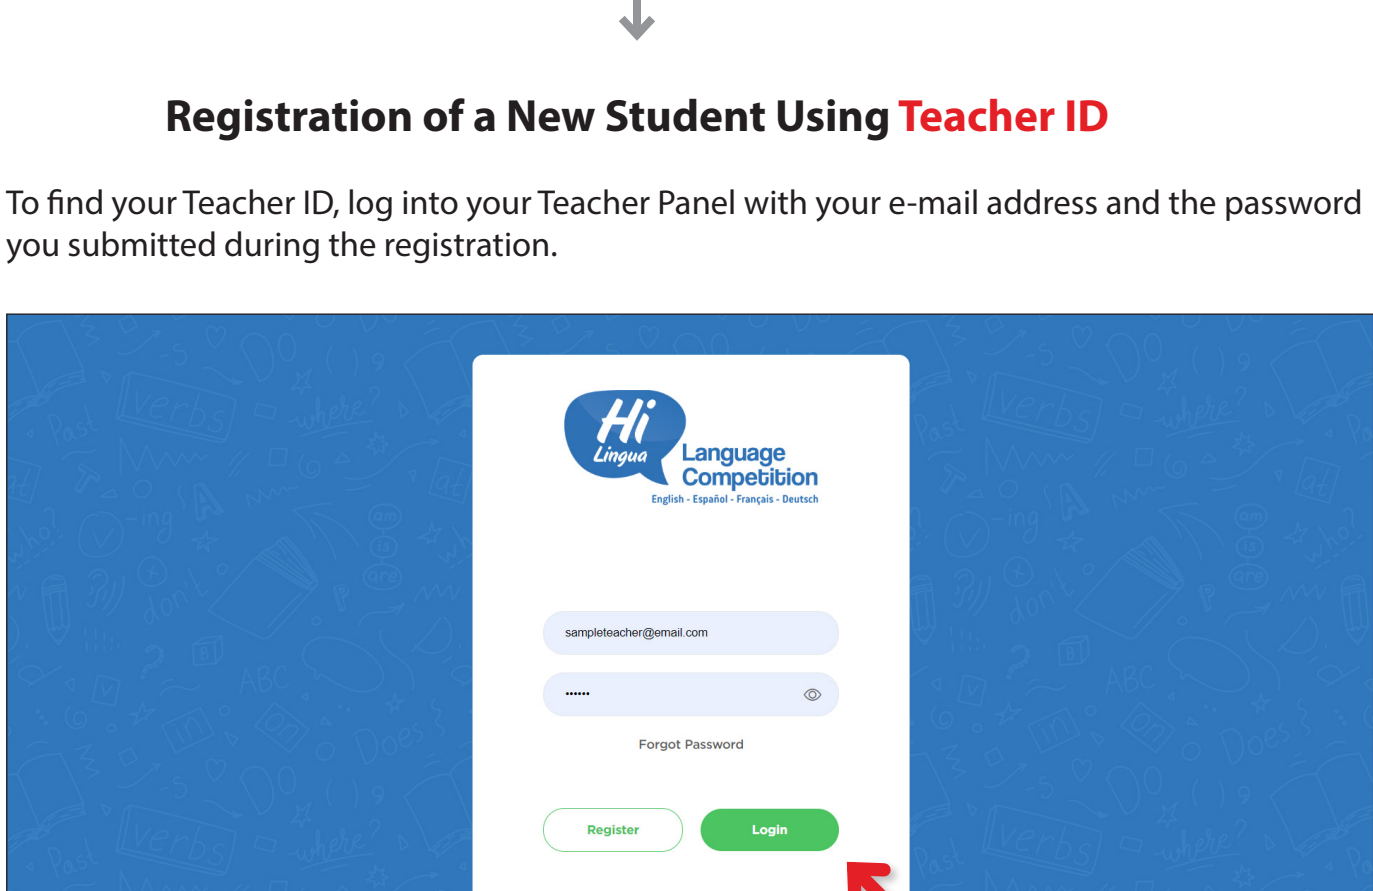 Registration of a New Student Using Teacher ID
To find your Teacher ID, log into your Teacher Panel with your e-mail address and the password
you submitted during the registration.
Hi
Lingua
Language
Competition
English - Español - Français - Deutsch
sampleteacher@email.com
••••••
Forgot Password
Register Login